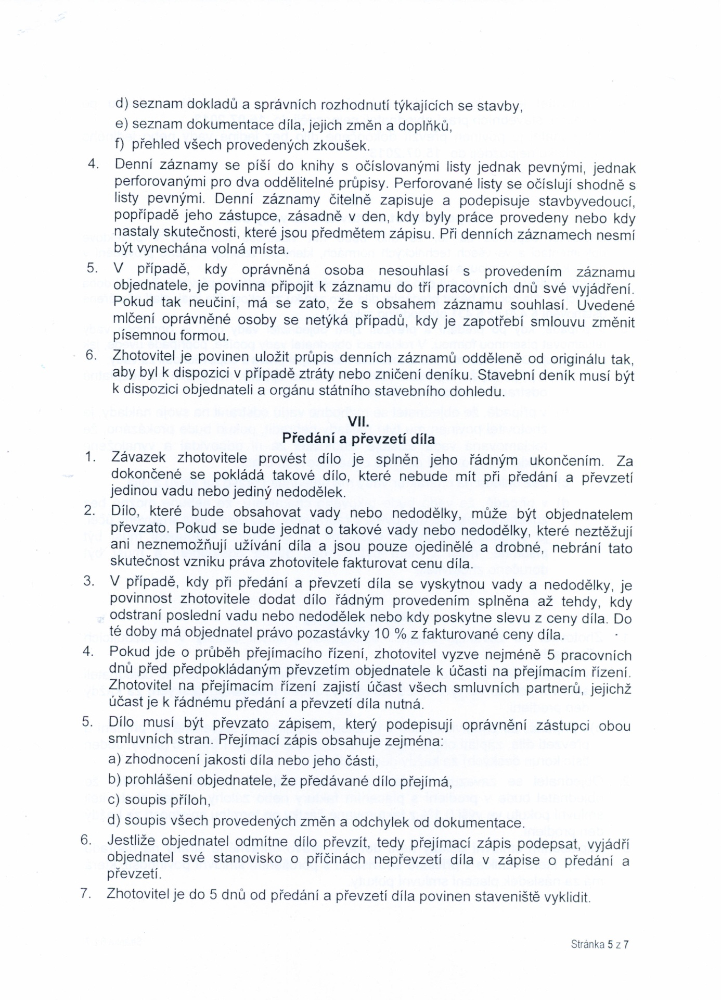 d) seznam dokladů a správních rozhodnutí týkajících se stavby,
e) seznam dokumentace díla, jejich změn a doplňků,
f) přehled všech provedených zkoušek.
4. Denní záznamy se píší do knihy s očíslovanými listy jednak pevnými, jednak
perforovanými pro dva oddělitelné průpisy. Perforované listy se očíslují shodně s
listy pevnými. Denní záznamy čitelně zapisuje a podepisuje stavbyvedoucí,
popřípadě jeho zástupce, zásadně v den, kdy byly práce provedeny nebo kdy
nastaly skutečnosti, které jsou předmětem zápisu. Při denních záznamech nesmí
být vynechána volná místa.
5. V případě, kdy oprávněná osoba nesouhlasí s provedením záznamu
objednatele, je povinna připojit k záznamu do tří pracovních dnů své vyjádření.
Pokud tak neučiní, má se zato, že s obsahem záznamu souhlasí. Uvedené
mlčení oprávněné osoby se netýká případů, kdy je zapotřebí smlouvu změnit
písemnou formou.
6. Zhotovitel je povinen uložit průpis denních záznamů odděleně od originálu tak,
aby byl k dispozici v případě ztráty nebo zničení deníku. Stavební deník musí být
k dispozici objednateli a orgánu státního stavebního dohledu.
VII.
Předání a převzetí díla
1. Závazek zhotovitele provést dílo je splněn jeho řádným ukončením. Za
dokončené se pokládá takové dílo, které nebude mít při předání a převzetí
jedinou vadu nebo jediný nedodělek.
2. Dílo, které bude obsahovat vady nebo nedodělky, může být objednatelem
převzato. Pokud se bude jednat o takové vady nebo nedodělky, které neztěžují
ani neznemožňují užívání díla a jsou pouze ojedinělé a drobné, nebrání tato
skutečnost vzniku práva zhotovitele fakturovat cenu díla.
3. V případě, kdy při předání a převzetí díla se vyskytnou vady a nedodělky, je
povinnost zhotovitele dodat dílo řádným provedením splněna až tehdy, kdy
odstraní poslední vadu nebo nedodělek nebo kdy poskytne slevu z ceny díla. Do
té doby má objednatel právo pozastávky 10 % z fakturované ceny díla.
4. Pokud jde o průběh přejímacího řízení, zhotovitel vyzve nejméně 5 pracovních
dnů před předpokládaným převzetím objednatele k účasti na přejímacím řízení.
Zhotovitel na přejímacím řízení zajistí účast všech smluvních partnerů, jejichž
účast je k řádnému předání a převzetí díla nutná.
5. Dílo musí být převzato zápisem, který podepisují oprávnění zástupci obou
smluvních stran. Přejímací zápis obsahuje zejména:
a) zhodnocení jakosti díla nebo jeho části,
b) prohlášení objednatele, že předávané dílo přejímá,
c) soupis příloh,
d) soupis všech provedených změn a odchylek od dokumentace.
6. Jestliže objednatel odmítne dílo převzít, tedy přejímací zápis podepsat, vyjádří
objednatel své stanovisko o příčinách nepřevzetí díla v zápise o předání a
převzetí.
7. Zhotovitel je do 5 dnů od předání a převzetí díla povinen staveniště vyklidit.
Stránka 5 z 7